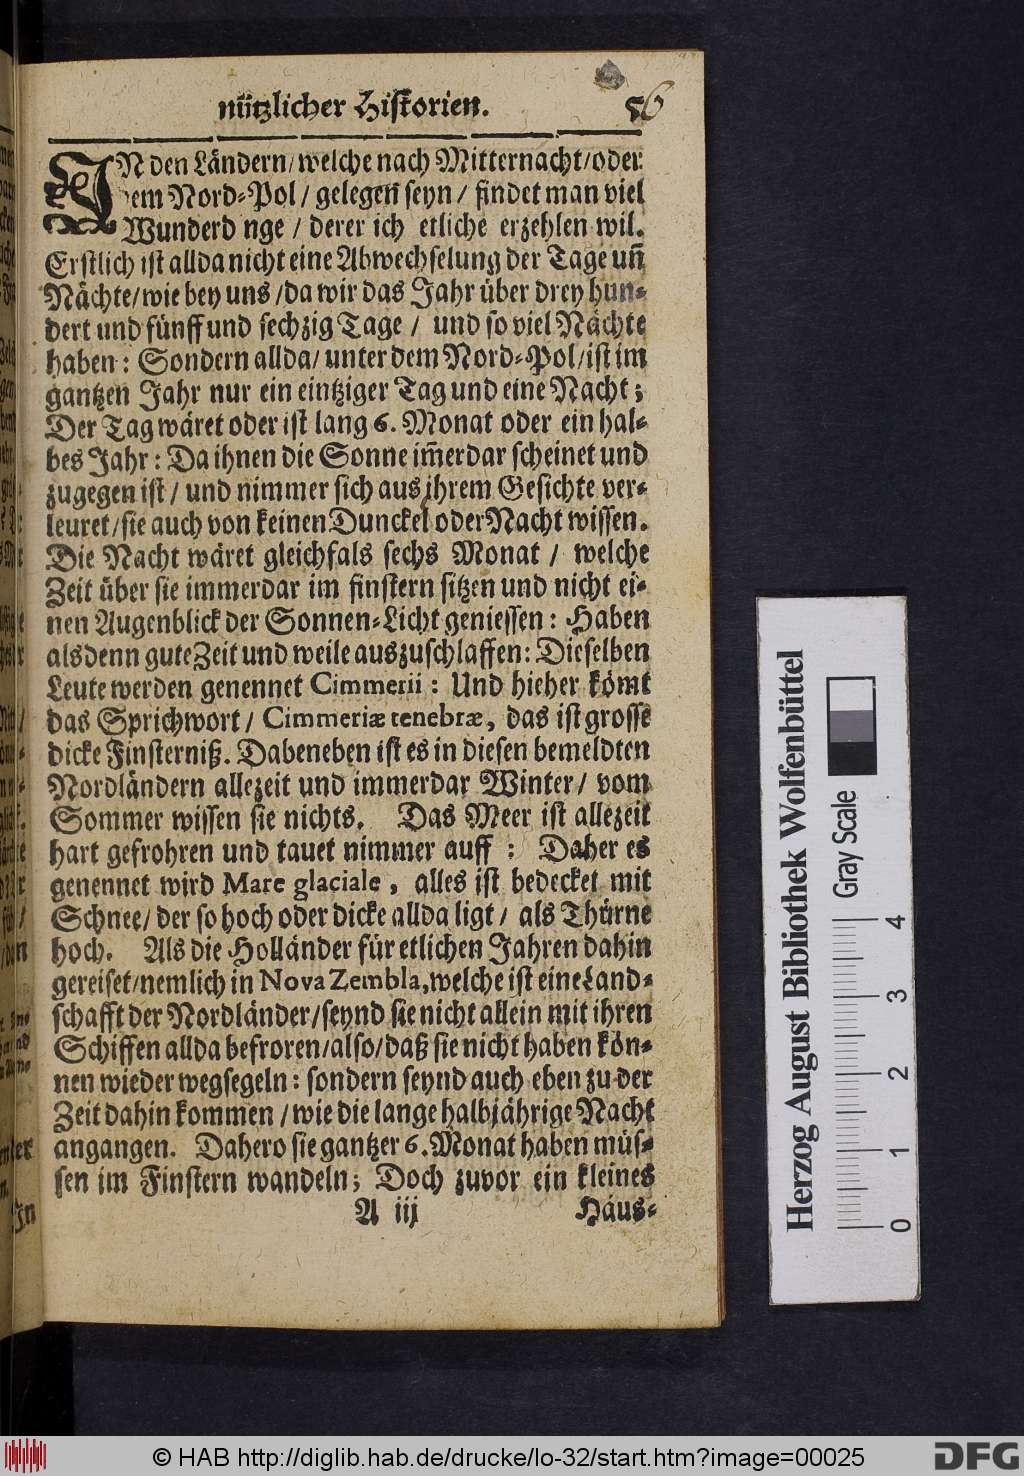 nützlicher Historien. 56
IN den Ländern/welche nach Mitternacht/oder
dem Nord-Pol/ gelegen seyn/ findet man viel
Wunderd nge/ derer ich etliche erzehlen wil.
Erstlich ist allda nicht eine Abwechselung der Tage uñ
Nächte/wie bey uns/da wir das Jahr über drey hun-
dert und fünff und sechzig Tage/ und so viel Nächte
haben: Sondern allda/ unter dem Nord-Pol/ist im
gantzen Jahr nur ein eintziger Tag und eine Nacht;
Der Tag wäret oder ist lang 6. Monat oder ein hal-
bes Jahr: Da ihnen die Sonne im̃erdar scheinet und
zugegen ist/ und nimmer sich aus ihrem Gesichte ver-
leuret/sie auch von keinen Dunckel oder Nacht wissen.
Die Nacht wäret gleichfals sechs Monat/ welche
Zeit über sie immerdar im finstern sitzen und nicht ei-
nen Augenblick der Sonnen-Licht geniessen: Haben
alsdenn gute Zeit und weile auszuschlaffen: Dieselben
Leute werden genennet Cimmerii: Und hieher kömt
das Sprichwort/ Cimmeriæ tenebræ, das ist grosse
dicke Finsterniß. Dabeneben ist es in diesen bemeldten
Nordländern allezeit und immerdar Winter/ vom
Sommer wissen sie nichts. Das Meer ist allezeit
hart gefrohren und tauet nimmer auff: Daher es
genennet wird Mare glaciale, alles ist bedecket mit
Schnee/ der so hoch oder dicke allda ligt/ als Thürne
hoch. Als die Holländer für etlichen Jahren dahin
gereiset/nemlich in Nova Zembla, welche ist eine Land-
schafft der Nordländer/seynd sie nicht allein mit ihren
Schiffen allda befroren/also/daß sie nicht haben kön-
nen wieder wegsegeln: sondern seynd auch eben zu der
Zeit dahin kommen/wie die lange halbjährige Nacht
angangen. Dahero sie gantzer 6. Monat haben müs-
sen im Finstern wandeln; Doch zuvor ein kleines
A iij Häus-
Herzog August Bibliothek Wolfenbüttel
Gray Scale
0 1 2 3 4
© HAB http://diglib.hab.de/drucke/lo-32/start.htm?image=00025
DFG